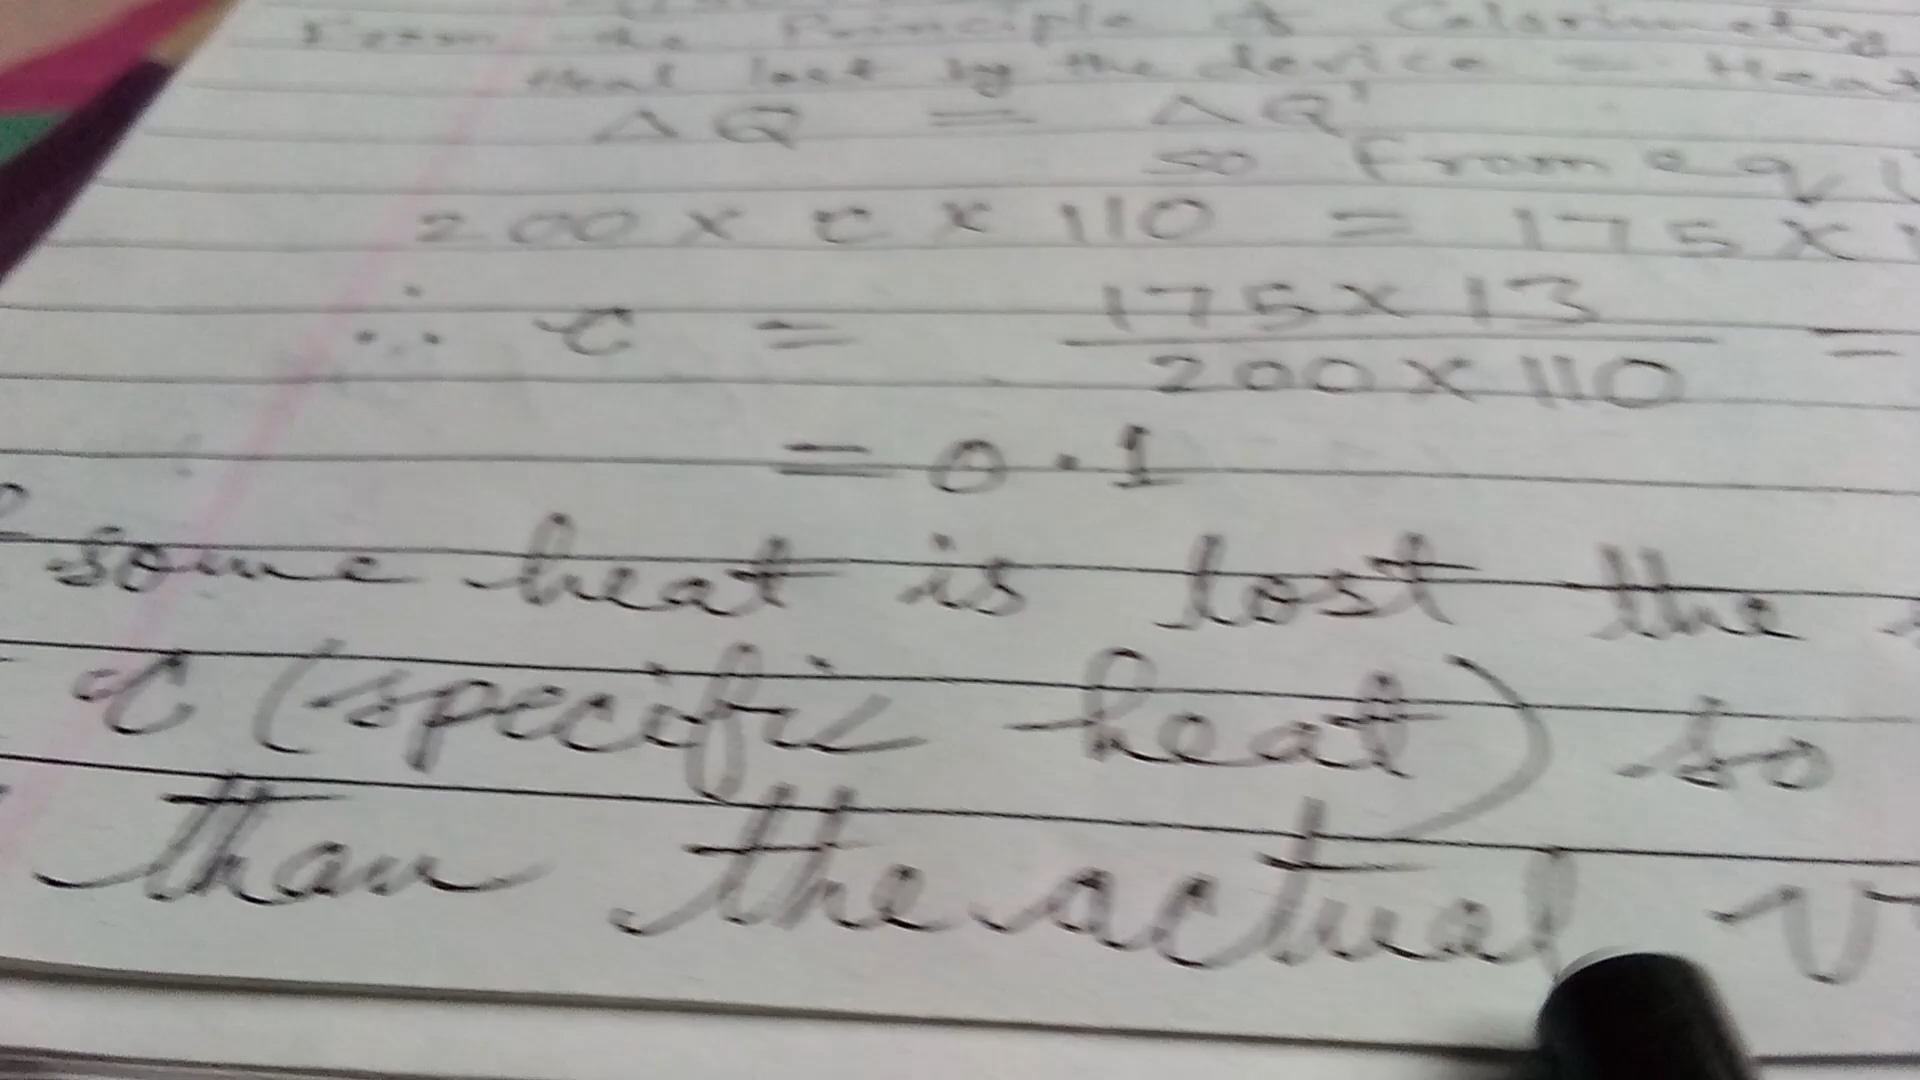 From the Principle of Calorimetry
Heat lost by the device = Heat
ΔQ = ΔQ'
so From eq (
200 x c x 110 = 175 x 1
∴ c = 175 x 13 / 200 x 110 =
= 0.1
some heat is lost the
c (specific heat) so
than the actual v